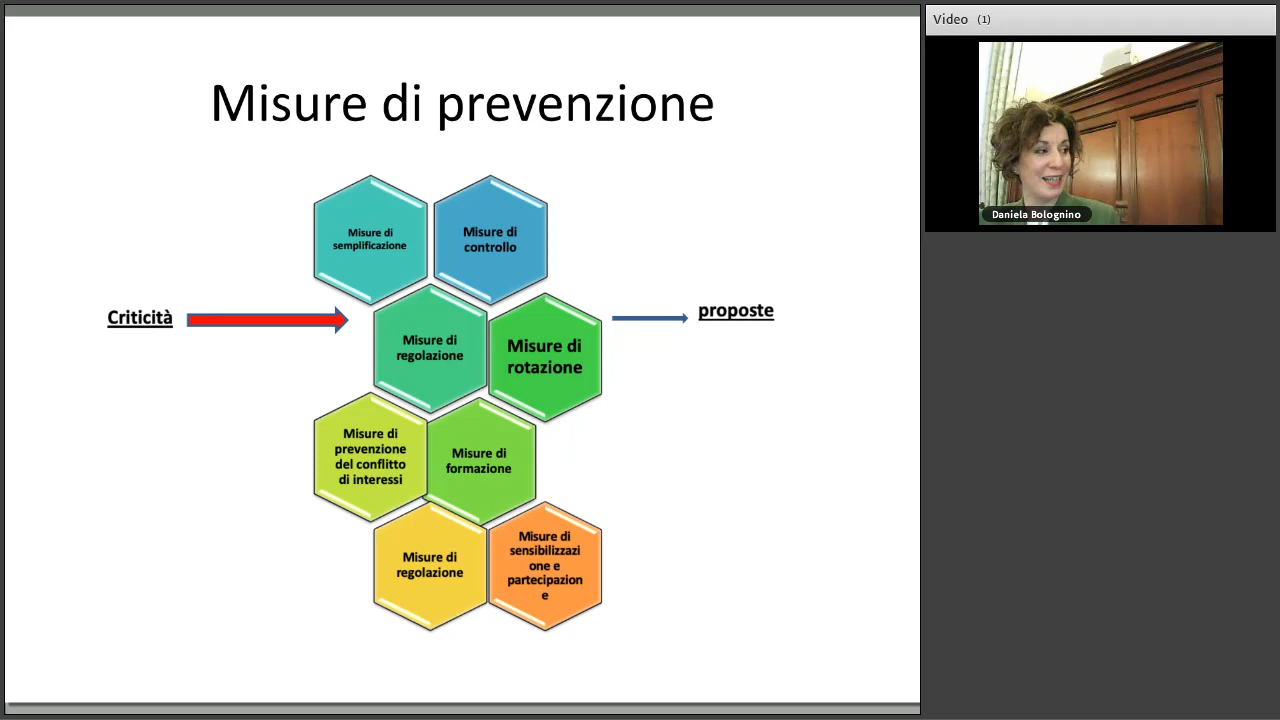 Misure di prevenzione
Misure di
semplificazione
Misure di
controllo
Criticità
Misure di
regolazione
Misure di
rotazione
proposte
Misure di
prevenzione
del conflitto
di interessi
Misure di
formazione
Misure di
regolazione
Misure di
sensibilizzazi
one e
partecipazion
e
Video (1)
Daniela Bolognino